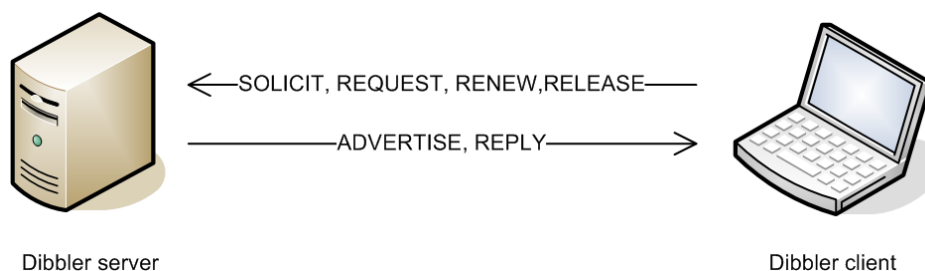 SOLICIT, REQUEST, RENEW,RELEASE
ADVERTISE, REPLY
Dibbler server
Dibbler client